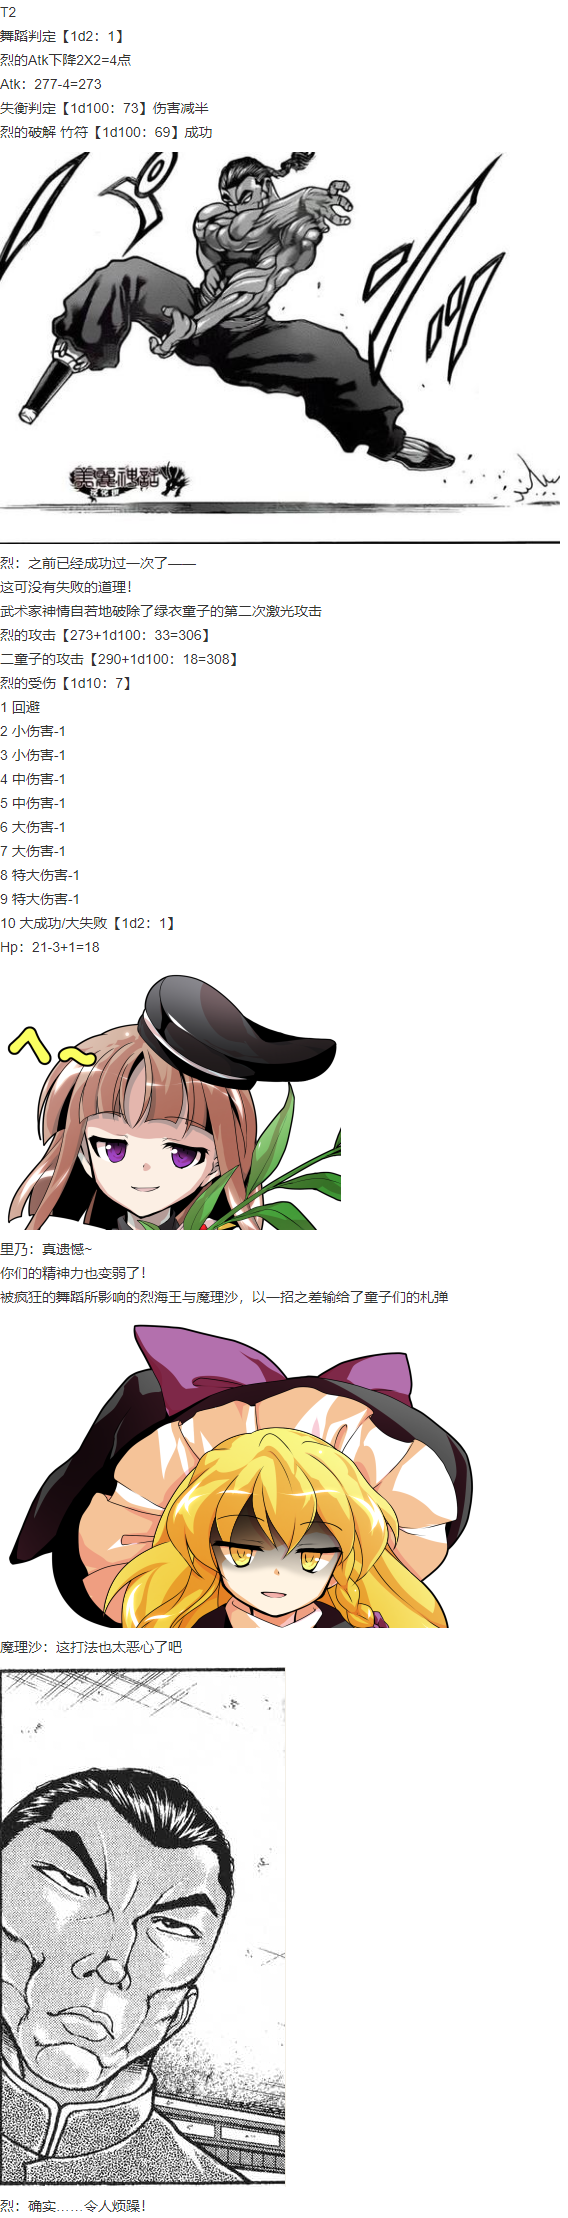 T2
舞蹈判定【1d2：1】
烈的Atk下降2X2=4点
Atk：277-4=273
失衡判定【1d100：73】伤害减半
烈的破解 竹符【1d100：69】成功
美麗神話
烈：之前已经成功过一次了——
这可没有失败的道理！
武术家神情自若地破除了绿衣童子的第二次激光攻击
烈的攻击【273+1d100：33=306】
二童子的攻击【290+1d100：18=308】
烈的受伤【1d10：7】
1 回避
2 小伤害-1
3 小伤害-1
4 中伤害-1
5 中伤害-1
6 大伤害-1
7 大伤害-1
8 特大伤害-1
9 特大伤害-1
10 大成功/大失败【1d2：1】
Hp：21-3+1=18
へ～
里乃：真遗憾~
你们的精神力也变弱了！
被疯狂的舞蹈所影响的烈海王与魔理沙，以一招之差输给了童子们的札弹
魔理沙：这打法也太恶心了吧
烈：确实……令人烦躁！